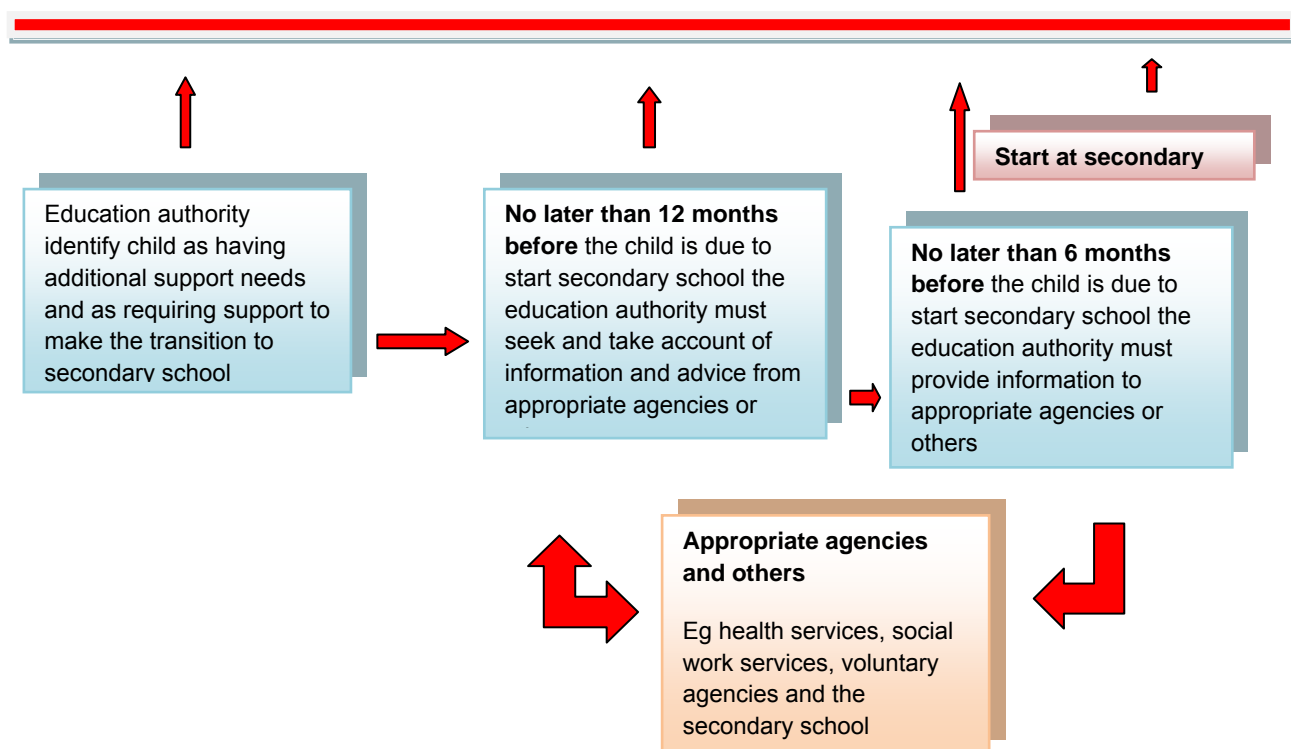 Education authority
identify child as having
additional support needs
and as requiring support to
make the transition to
secondary school
No later than 12 months
before the child is due to
start secondary school the
education authority must
seek and take account of
information and advice from
appropriate agencies or
Start at secondary
No later than 6 months
before the child is due to
start secondary school the
education authority must
provide information to
appropriate agencies or
others
Appropriate agencies
and others
Eg health services, social
work services, voluntary
agencies and the
secondary school